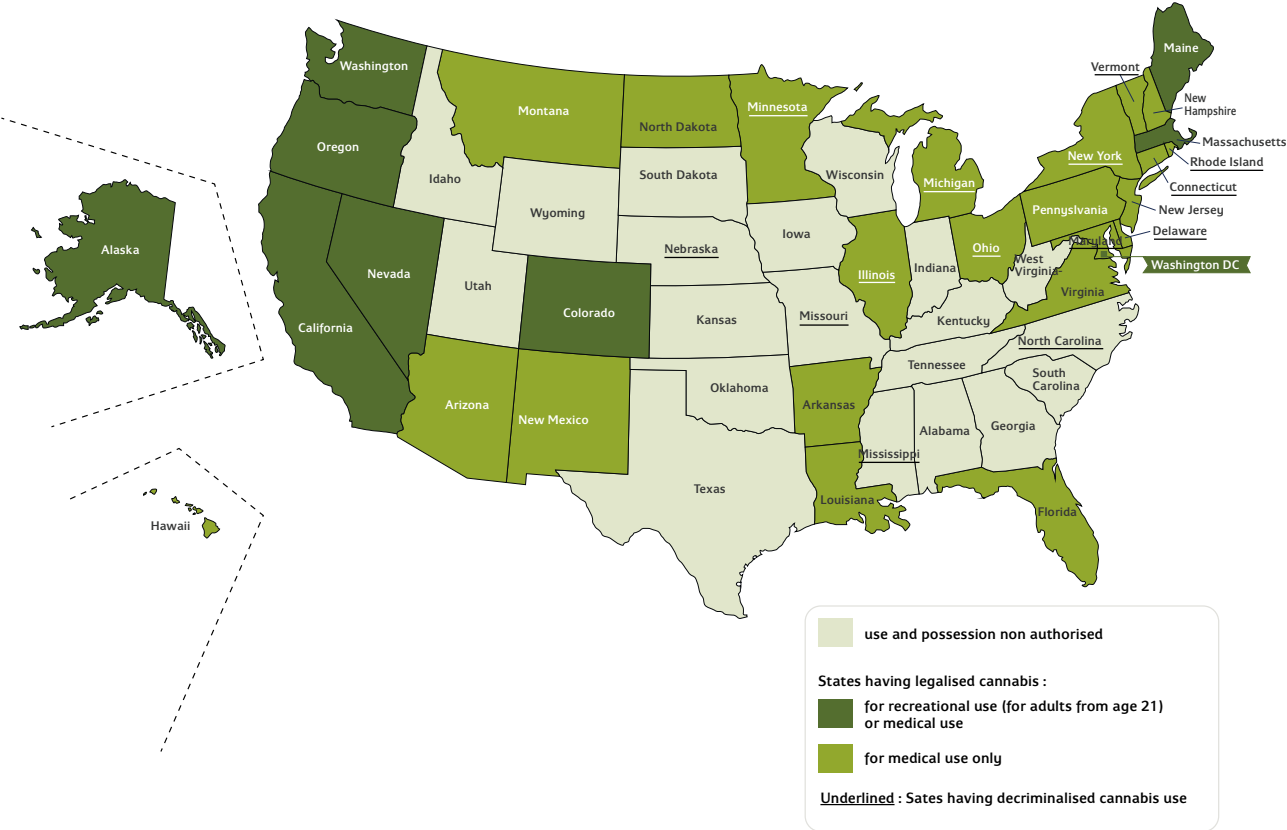 Maine
Washington
Vermont
New
Hampshire
Montana
Minnesota
North Dakota
Oregon
Massachusetts
New York
Rhode Island
Idaho
South Dakota
Wisconsin
Michigan
Connecticut
Wyoming
Pennyslvania
New Jersey
Iowa
Delaware
Alaska
Nebraska
Ohio
Maryland
Nevada
Utah
Illinois
Indiana
West
Virginia
Washington DC
Virginia
California
Colorado
Kansas
Missouri
Kentucky
North Carolina
Tennessee
South
Carolina
Oklahoma
Arizona
New Mexico
Arkansas
Alabama
Georgia
Mississippi
Texas
Louisiana
Florida
Hawaii
use and possession non authorised
States having legalised cannabis :
for recreational use (for adults from age 21)
or medical use
for medical use only
Underlined : Sates having decriminalised cannabis use